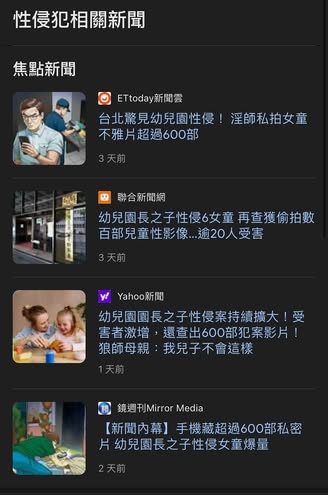 性侵犯相關新聞
焦點新聞
ETtoday新聞雲
台北驚見幼兒園性侵！ 淫師私拍女童
不雅片超過600部
3 天前
聯合新聞網
幼兒園長之子性侵6女童 再查獲偷拍數
百部兒童性影像...逾20人受害
3 天前
Yahoo新聞
幼兒園園長之子性侵案持續擴大！受
害者激增，還查出600部犯案影片！
狼師母親：我兒子不會這樣
1 天前
鏡週刊Mirror Media
【新聞內幕】手機藏超過600部私密
片 幼兒園長之子性侵女童爆量
2 天前